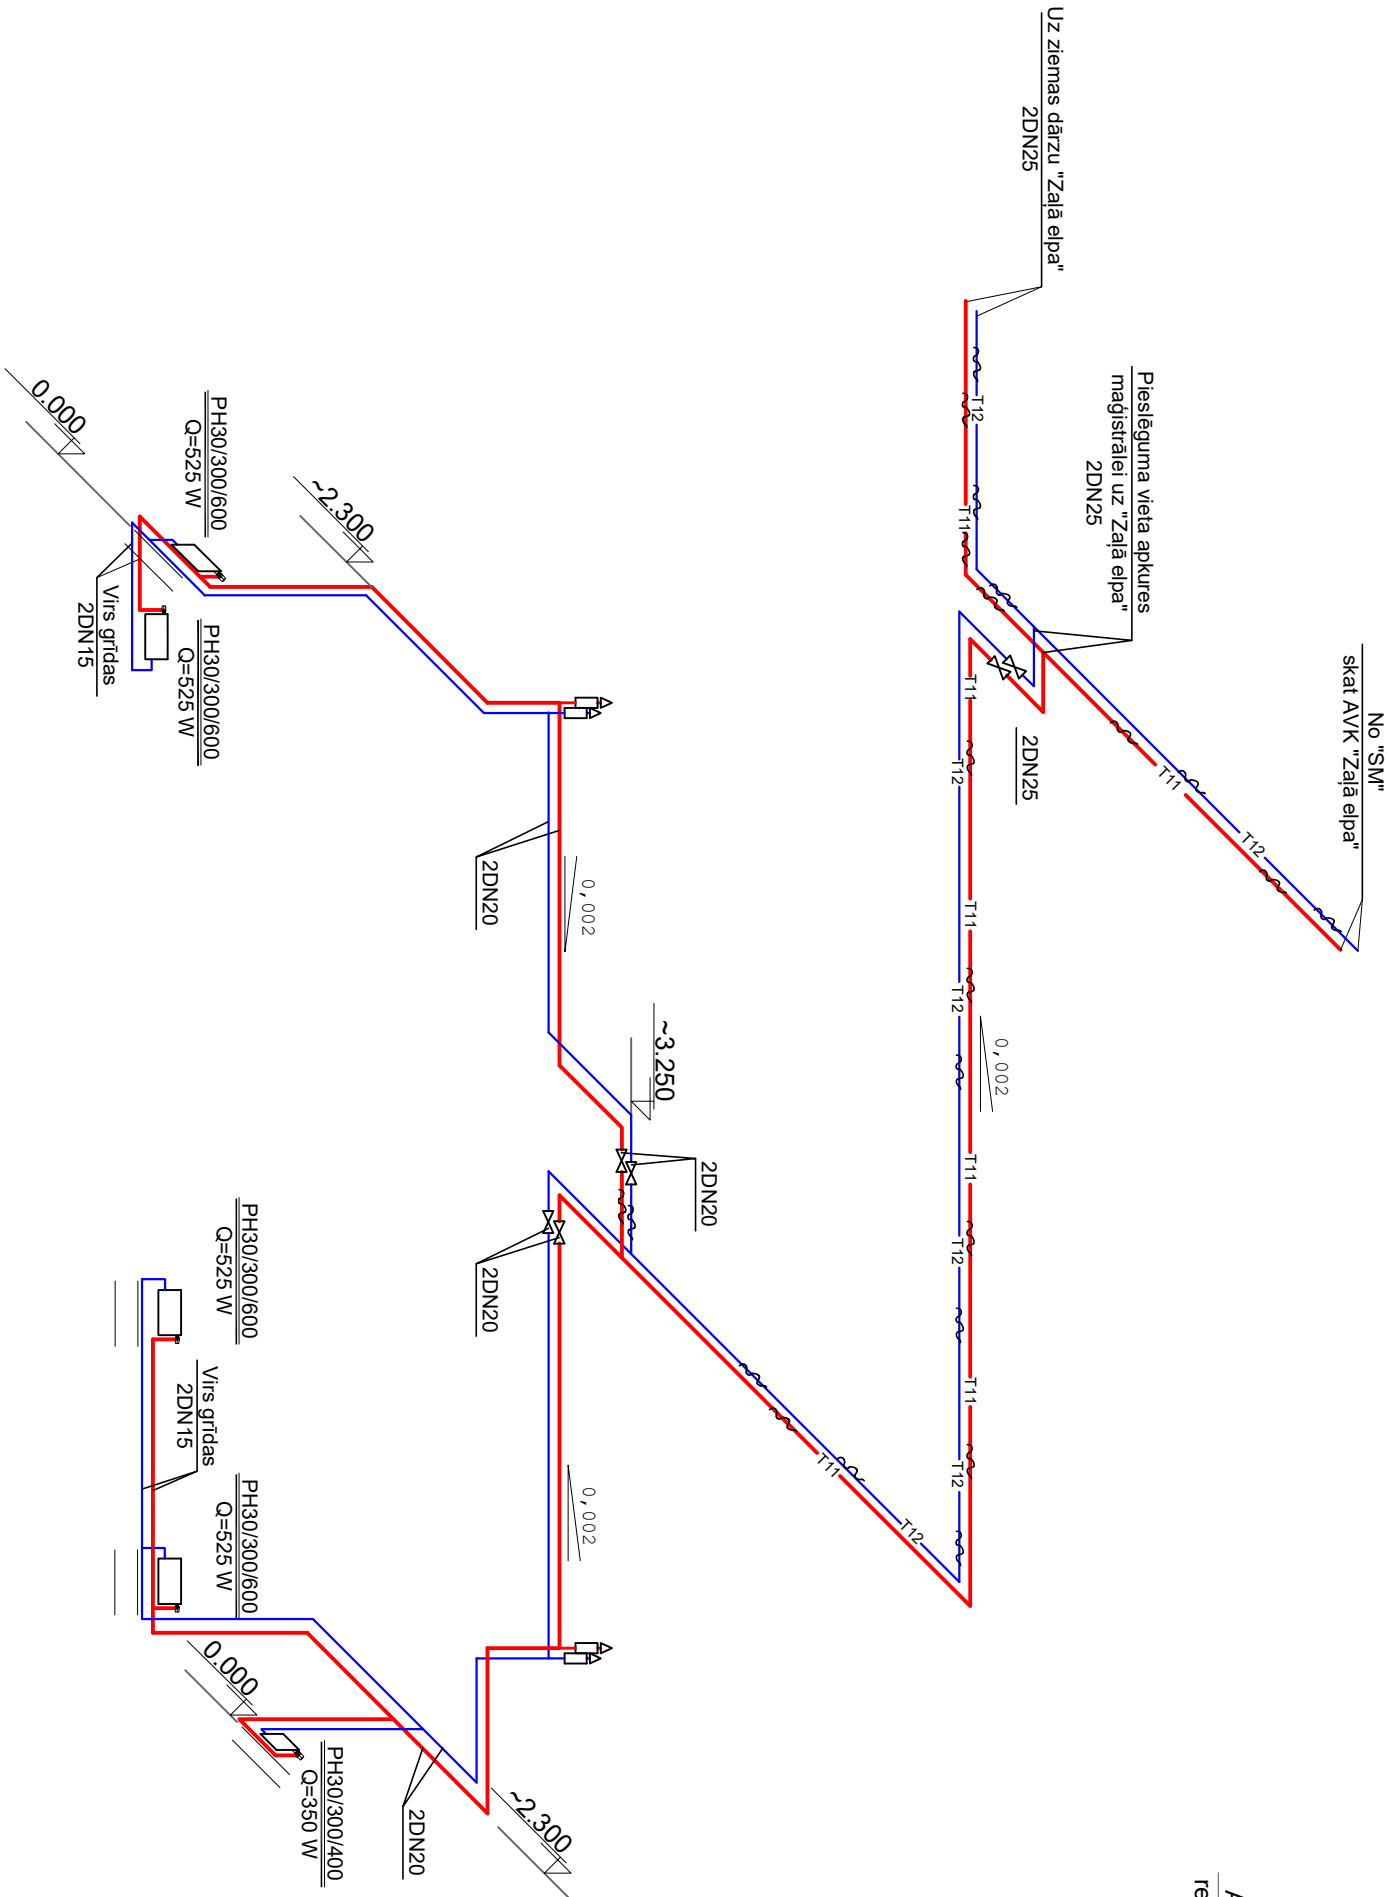 No "SM"
skat AVK "Zaļā elpa"
Pieslēguma vieta apkures
maģistrālei uz "Zaļā elpa"
2DN25
Uz ziemas dārzu "Zaļā elpa"
2DN25
T12
T11
T11
T12
2DN25
T11
T12
T11
T12
0,002
T11
T12
T11
T12
T11
T12
~3.250
2DN20
0,002
2DN20
2DN20
0,002
~2.300
0.000
PH30/300/600
Q=525 W
PH30/300/600
Q=525 W
Virs grīdas
2DN15
PH30/300/600
Q=525 W
Virs grīdas
2DN15
PH30/300/600
Q=525 W
0.000
PH30/300/400
Q=350 W
2DN20
~2.300